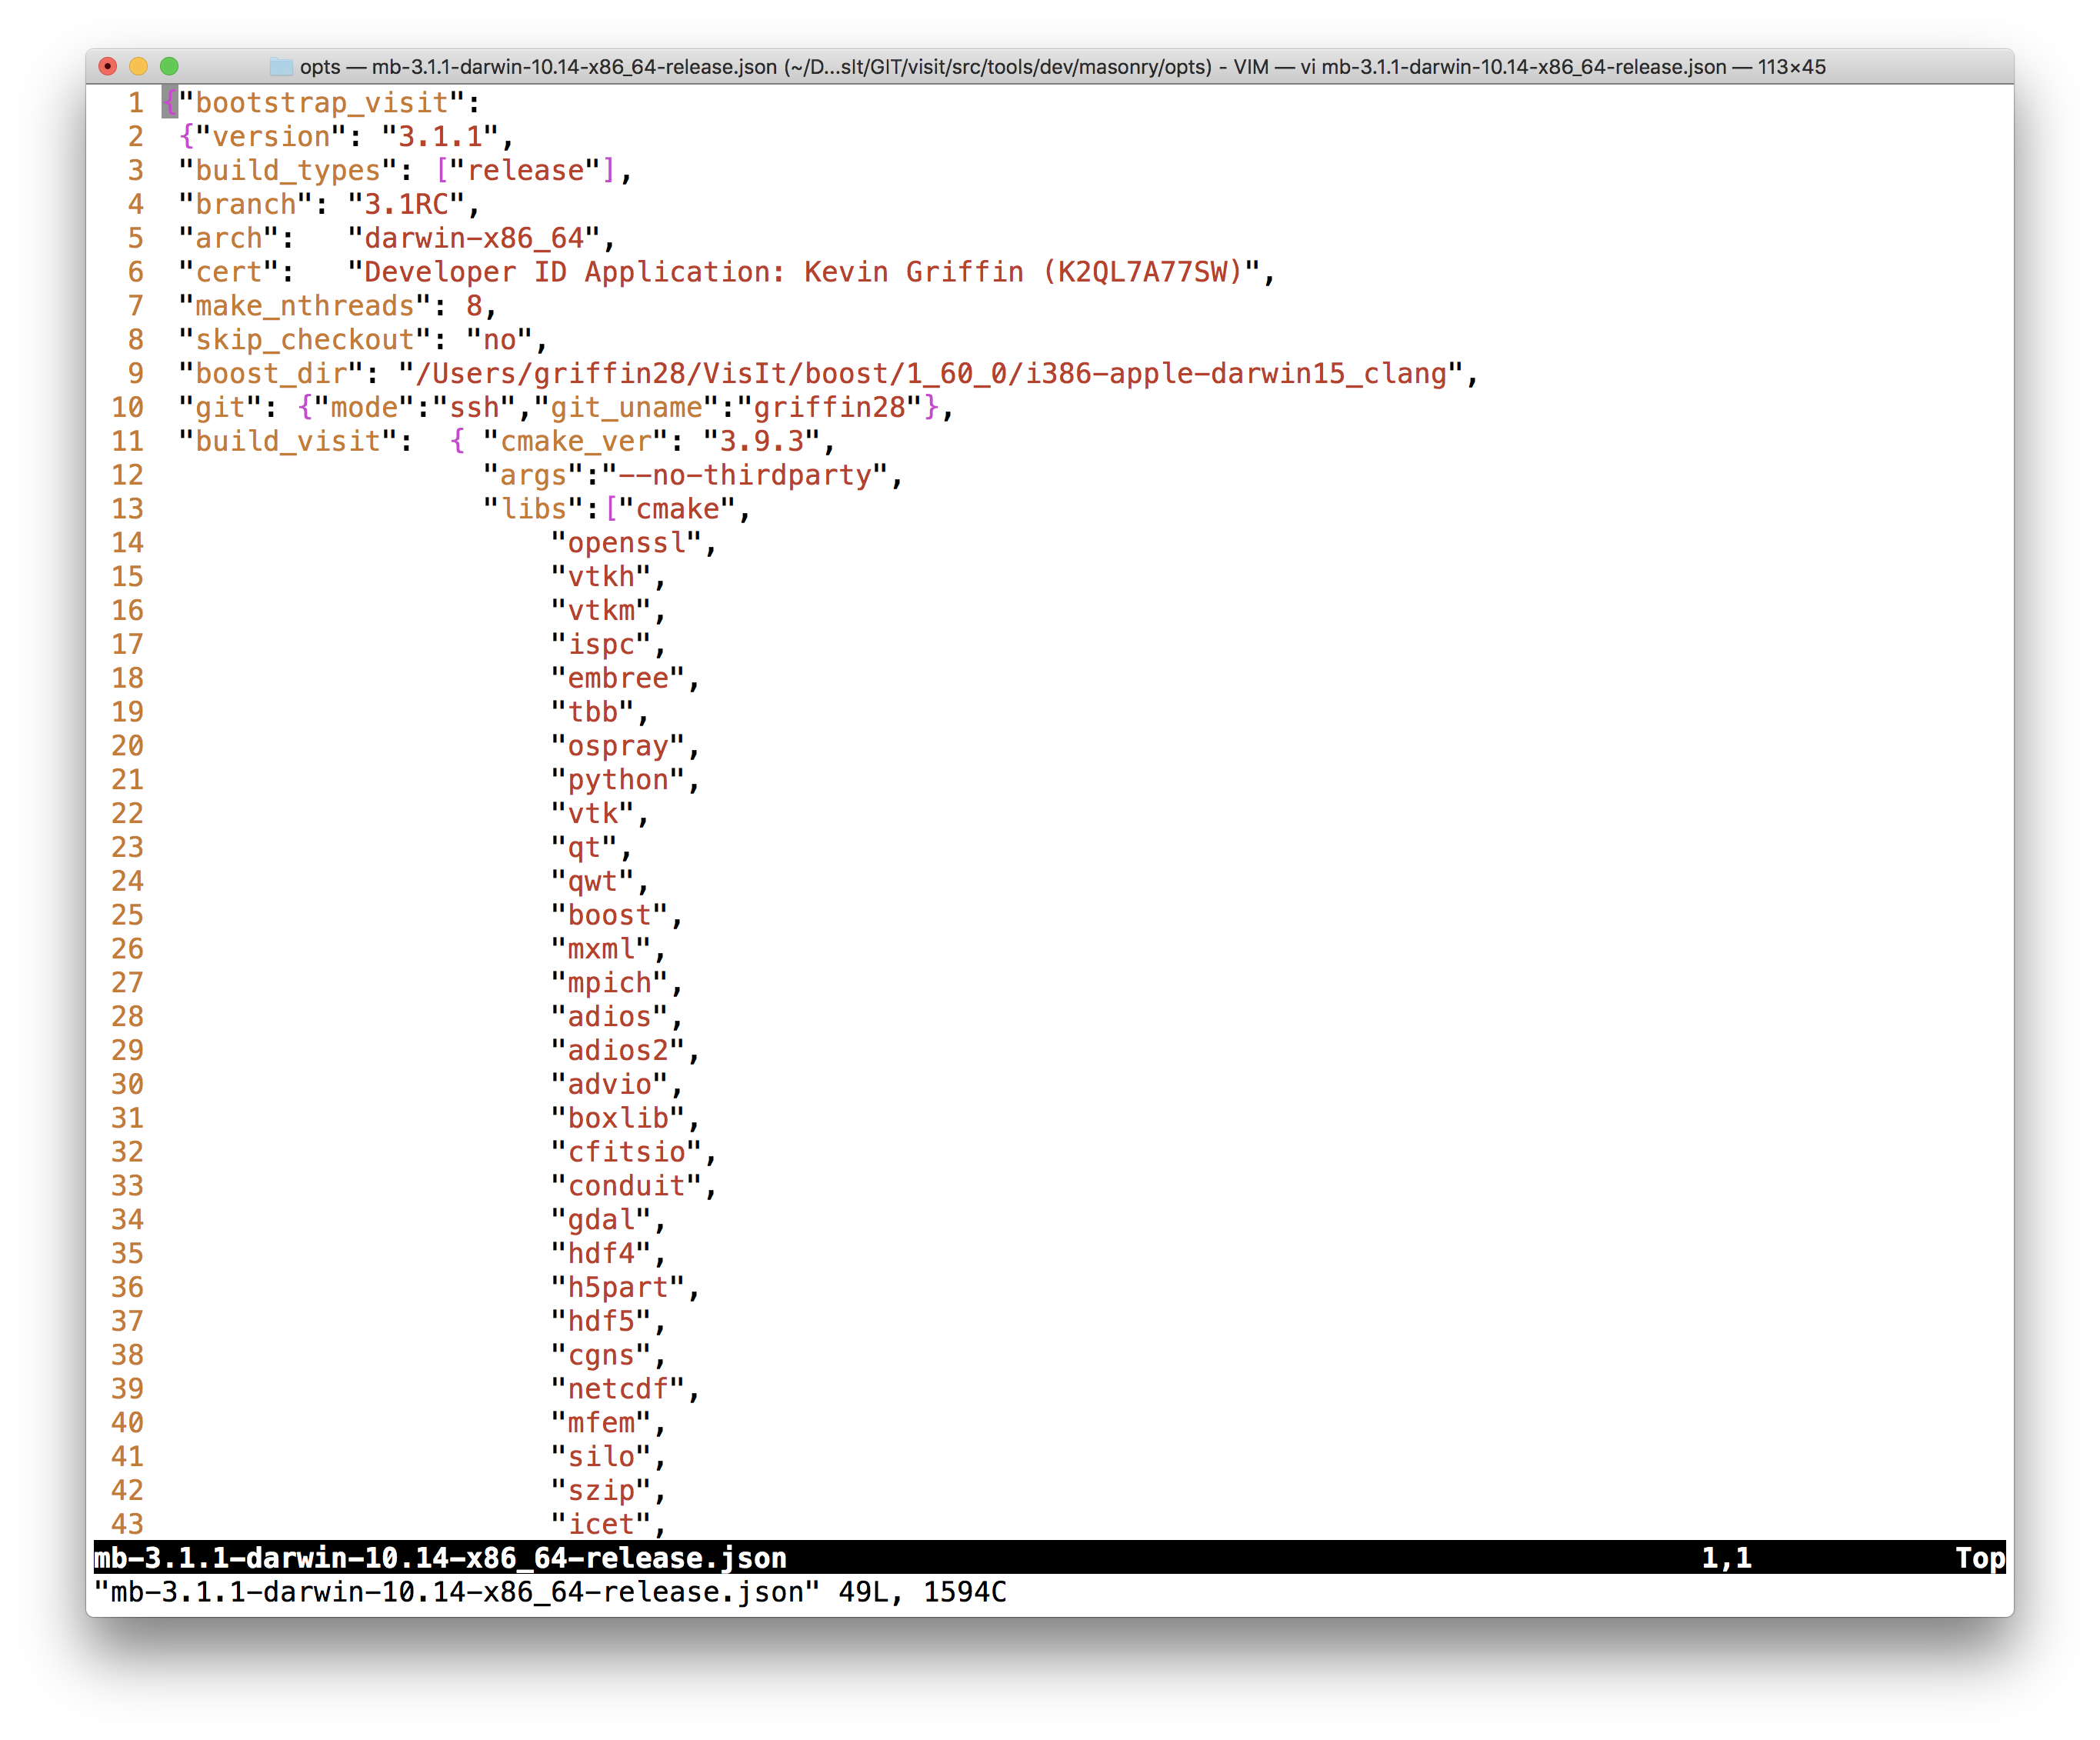 opts — mb-3.1.1-darwin-10.14-x86_64-release.json (~/D...sIt/GIT/visit/src/tools/dev/masonry/opts) - VIM — vi mb-3.1.1-darwin-10.14-x86_64-release.json — 113×45
1 {"bootstrap_visit":
2  {"version": "3.1.1",
3  "build_types": ["release"],
4  "branch": "3.1RC",
5  "arch":   "darwin-x86_64",
6  "cert":   "Developer ID Application: Kevin Griffin (K2QL7A77SW)",
7  "make_nthreads": 8,
8  "skip_checkout": "no",
9  "boost_dir": "/Users/griffin28/VisIt/boost/1_60_0/i386-apple-darwin15_clang",
10  "git": {"mode":"ssh","git_uname":"griffin28"},
11  "build_visit":  { "cmake_ver": "3.9.3",
12                    "args":"--no-thirdparty",
13                    "libs":["cmake",
14                        "openssl",
15                        "vtkh",
16                        "vtkm",
17                        "ispc",
18                        "embree",
19                        "tbb",
20                        "ospray",
21                        "python",
22                        "vtk",
23                        "qt",
24                        "qwt",
25                        "boost",
26                        "mxml",
27                        "mpich",
28                        "adios",
29                        "adios2",
30                        "advio",
31                        "boxlib",
32                        "cfitsio",
33                        "conduit",
34                        "gdal",
35                        "hdf4",
36                        "h5part",
37                        "hdf5",
38                        "cgns",
39                        "netcdf",
40                        "mfem",
41                        "silo",
42                        "szip",
43                        "icet",
mb-3.1.1-darwin-10.14-x86_64-release.json 1,1 Top
"mb-3.1.1-darwin-10.14-x86_64-release.json" 49L, 1594C